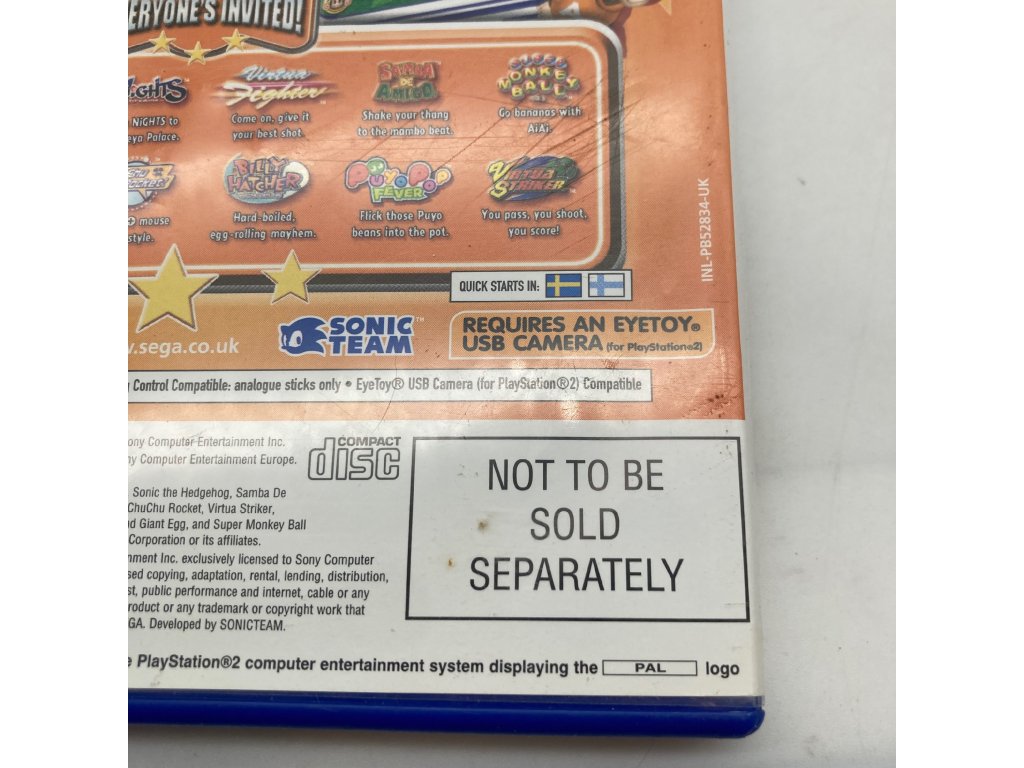 EVERYONE'S INVITED!
NiGHTS
Virtua Fighter
SAMBA DE AMIGO
SUPER MONKEY BALL
NiGHTS to
Palace.
Come on, give it
your best shot.
Shake your thang
to the mambo beat.
Go bananas with
AiAi.
BILLY HATCHER
PUYO POP FEVER
VIRTUA STRIKER
mouse
style.
Hard-boiled,
egg-rolling mayhem.
Flick those Puyo
beans into the pot.
You pass, you shoot,
you score!
INL-PB52834-UK
QUICK STARTS IN:
.sega.co.uk
SONIC TEAM™
REQUIRES AN EYETOY®
USB CAMERA (for PlayStation®2)
Control Compatible: analogue sticks only • EyeToy® USB Camera (for PlayStation®2) Compatible
ony Computer Entertainment Inc.
ny Computer Entertainment Europe.
COMPACT disc
Sonic the Hedgehog, Samba De
ChuChu Rocket, Virtua Striker,
d Giant Egg, and Super Monkey Ball
Corporation or its affiliates.
nment Inc. exclusively licensed to Sony Computer
sed copying, adaptation, rental, lending, distribution,
st, public performance and internet, cable or any
roduct or any trademark or copyright work that
GA. Developed by SONICTEAM.
NOT TO BE
SOLD
SEPARATELY
e PlayStation®2 computer entertainment system displaying the PAL logo